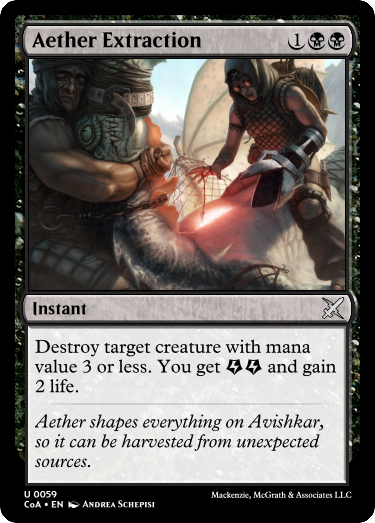 Aether Extraction 1
Instant
Destroy target creature with mana
value 3 or less. You get and gain
2 life.
Aether shapes everything on Avishkar,
so it can be harvested from unexpected
sources.
U 0059
CoA • EN Andrea Schepisi
Mackenzie, McGrath & Associates LLC